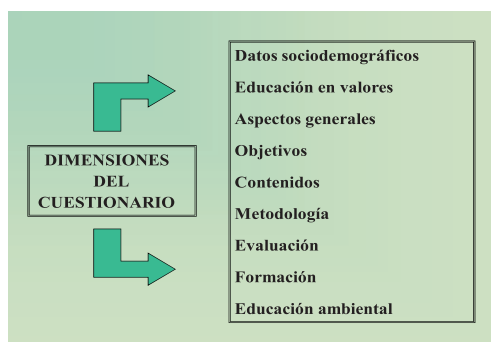 DIMENSIONES
DEL
CUESTIONARIO
Datos sociodemográficos
Educación en valores
Aspectos generales
Objetivos
Contenidos
Metodología
Evaluación
Formación
Educación ambiental